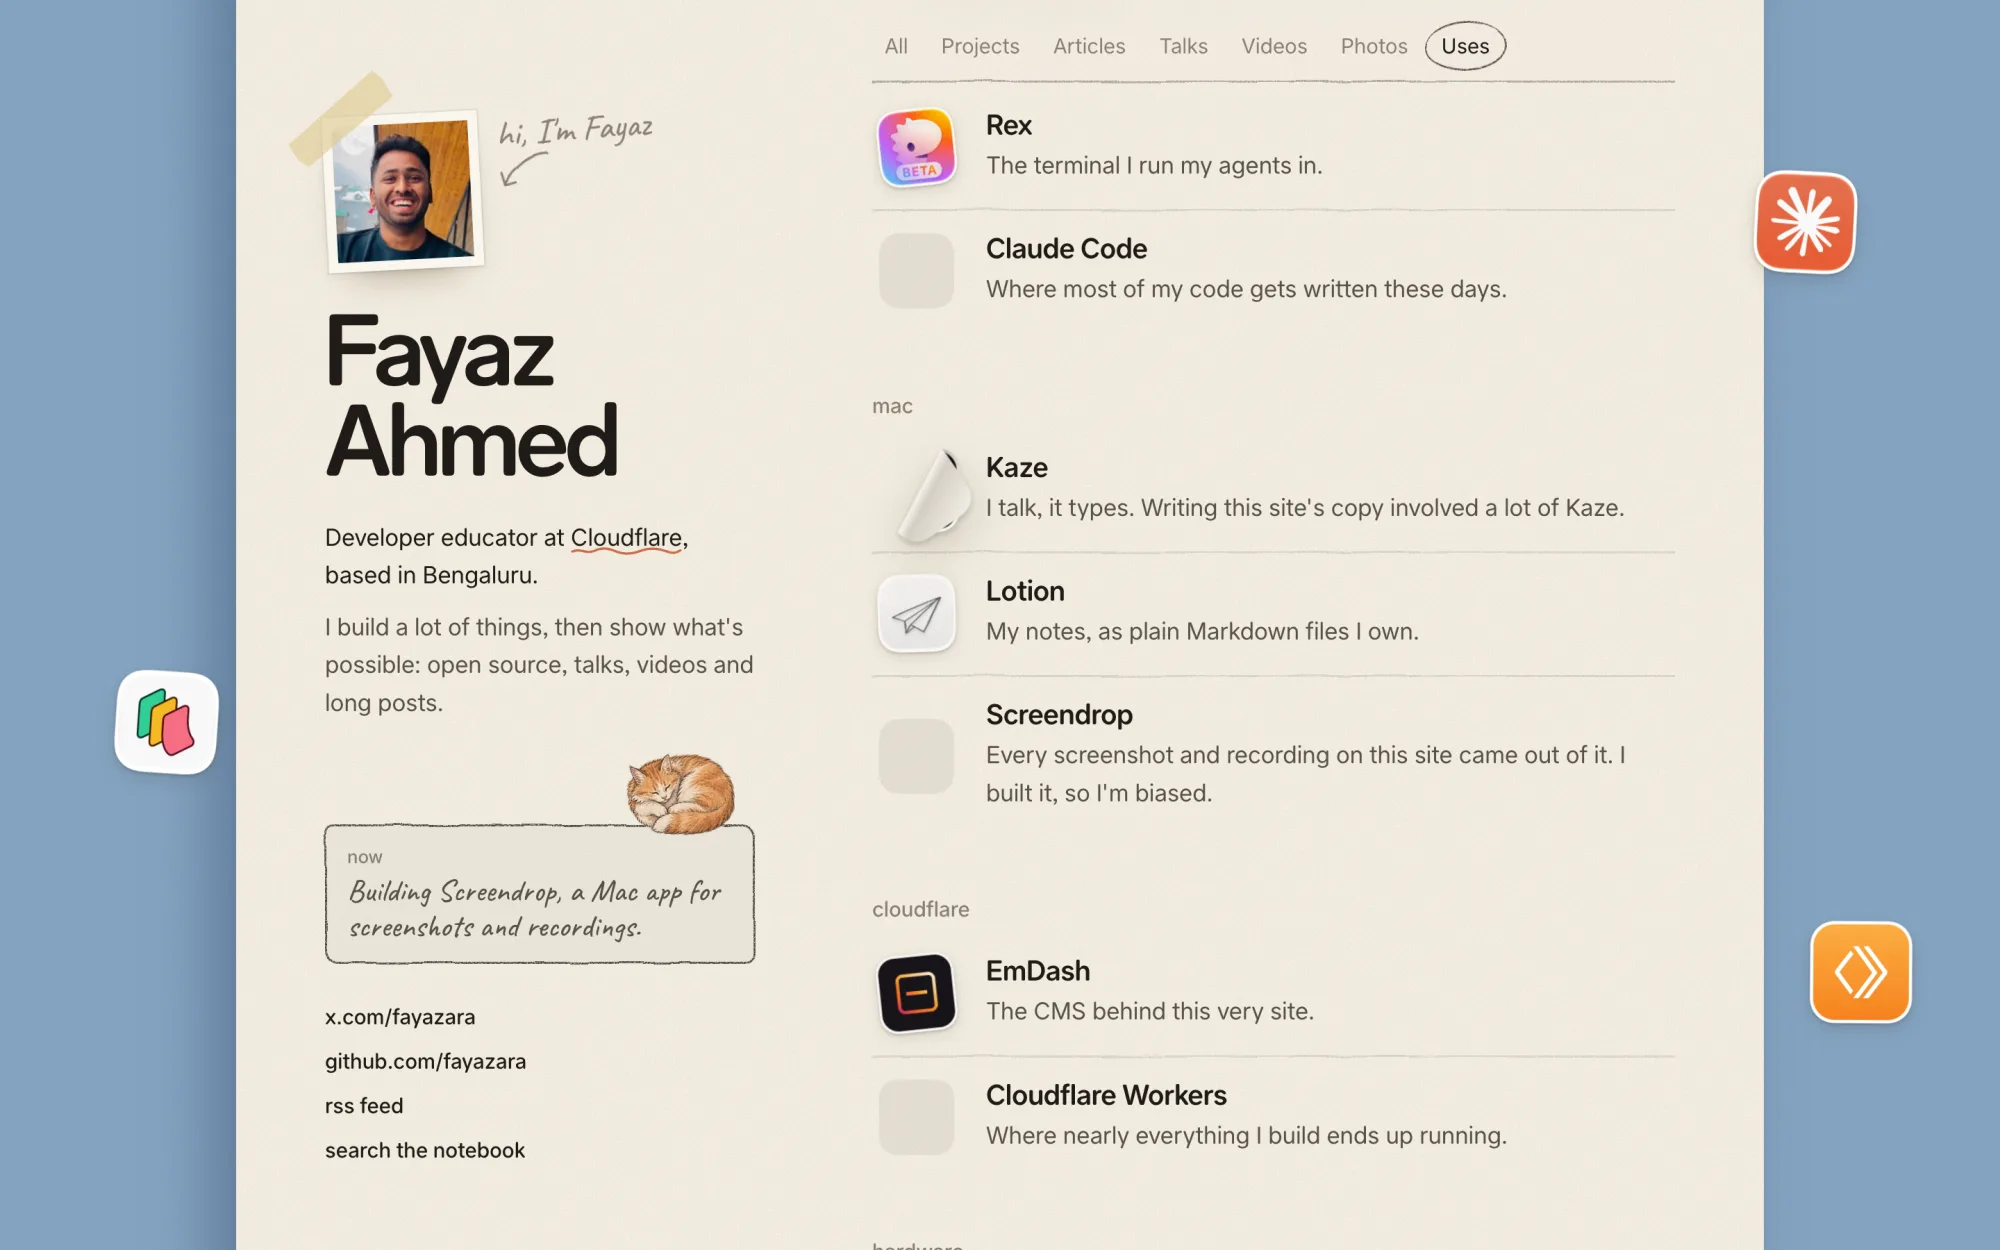 All Projects Articles Talks Videos Photos Uses
hi, I'm Fayaz
Fayaz
Ahmed
Developer educator at Cloudflare,
based in Bengaluru.
I build a lot of things, then show what's
possible: open source, talks, videos and
long posts.
now
Building Screendrop, a Mac app for
screenshots and recordings.
x.com/fayazara
github.com/fayazara
rss feed
search the notebook
BETA
Rex
The terminal I run my agents in.
Claude Code
Where most of my code gets written these days.
mac
Kaze
I talk, it types. Writing this site's copy involved a lot of Kaze.
Lotion
My notes, as plain Markdown files I own.
Screendrop
Every screenshot and recording on this site came out of it. I
built it, so I'm biased.
cloudflare
EmDash
The CMS behind this very site.
Cloudflare Workers
Where nearly everything I build ends up running.